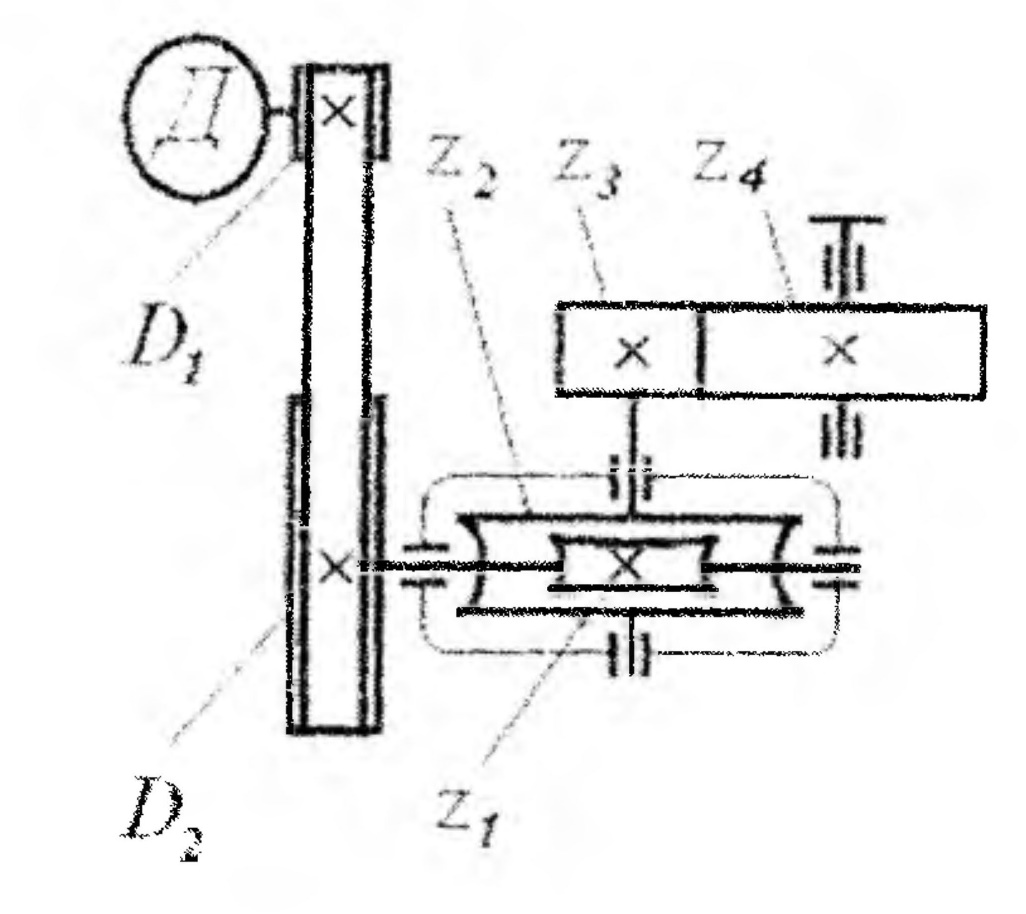 Д
Z₂ Z₃ Z₄
D₁
D₂
Z₁